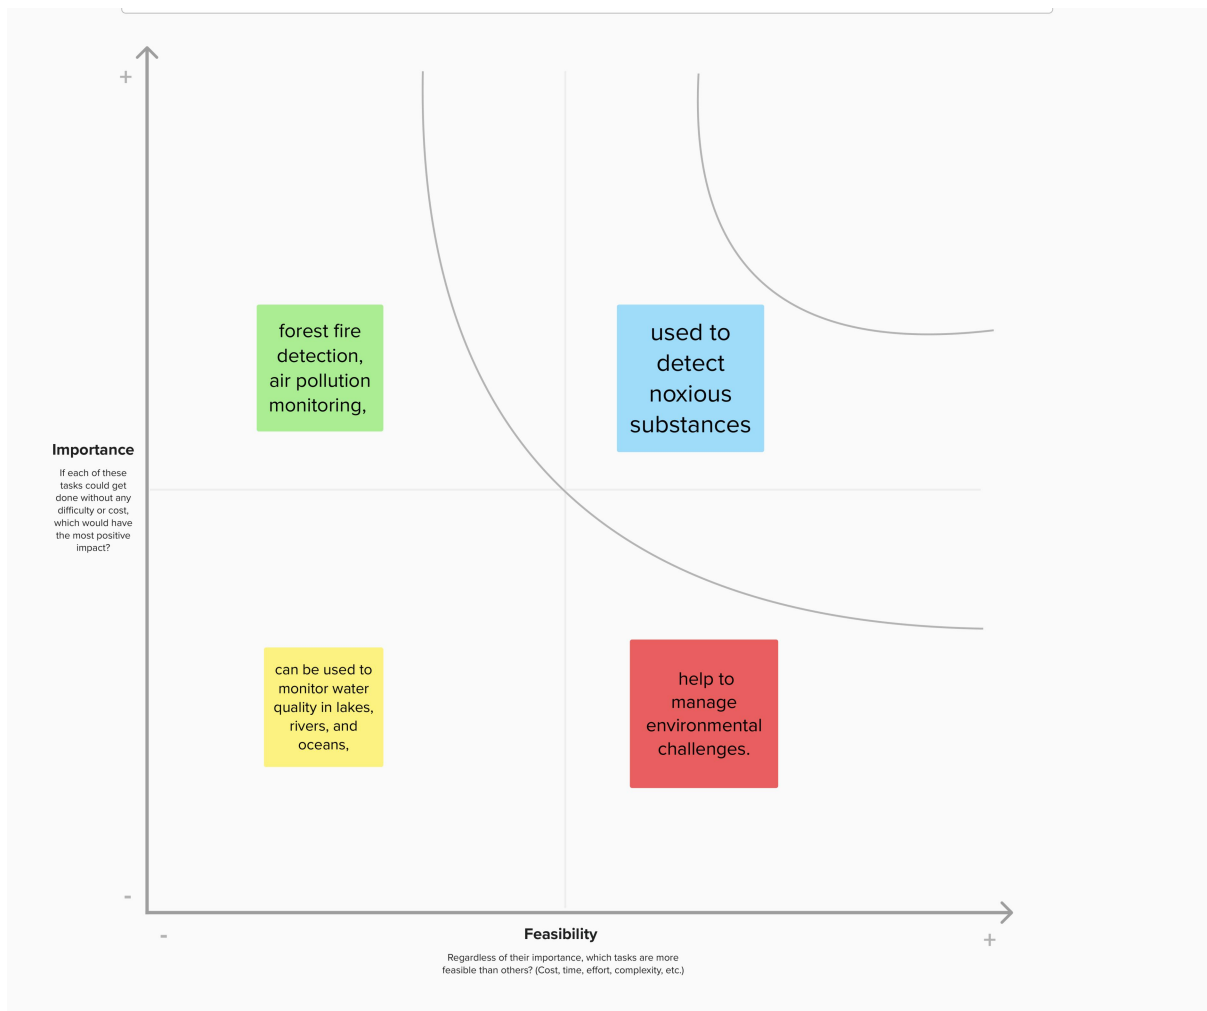 +
forest fire
detection,
air pollution
monitoring,
used to
detect
noxious
substances
Importance
If each of these
tasks could get
done without any
difficulty or cost,
which would have
the most positive
impact?
can be used to
monitor water
quality in lakes,
rivers, and
oceans,
help to
manage
environmental
challenges.
-
-
Feasibility
+
Regardless of their importance, which tasks are more
feasible than others? (Cost, time, effort, complexity, etc.)